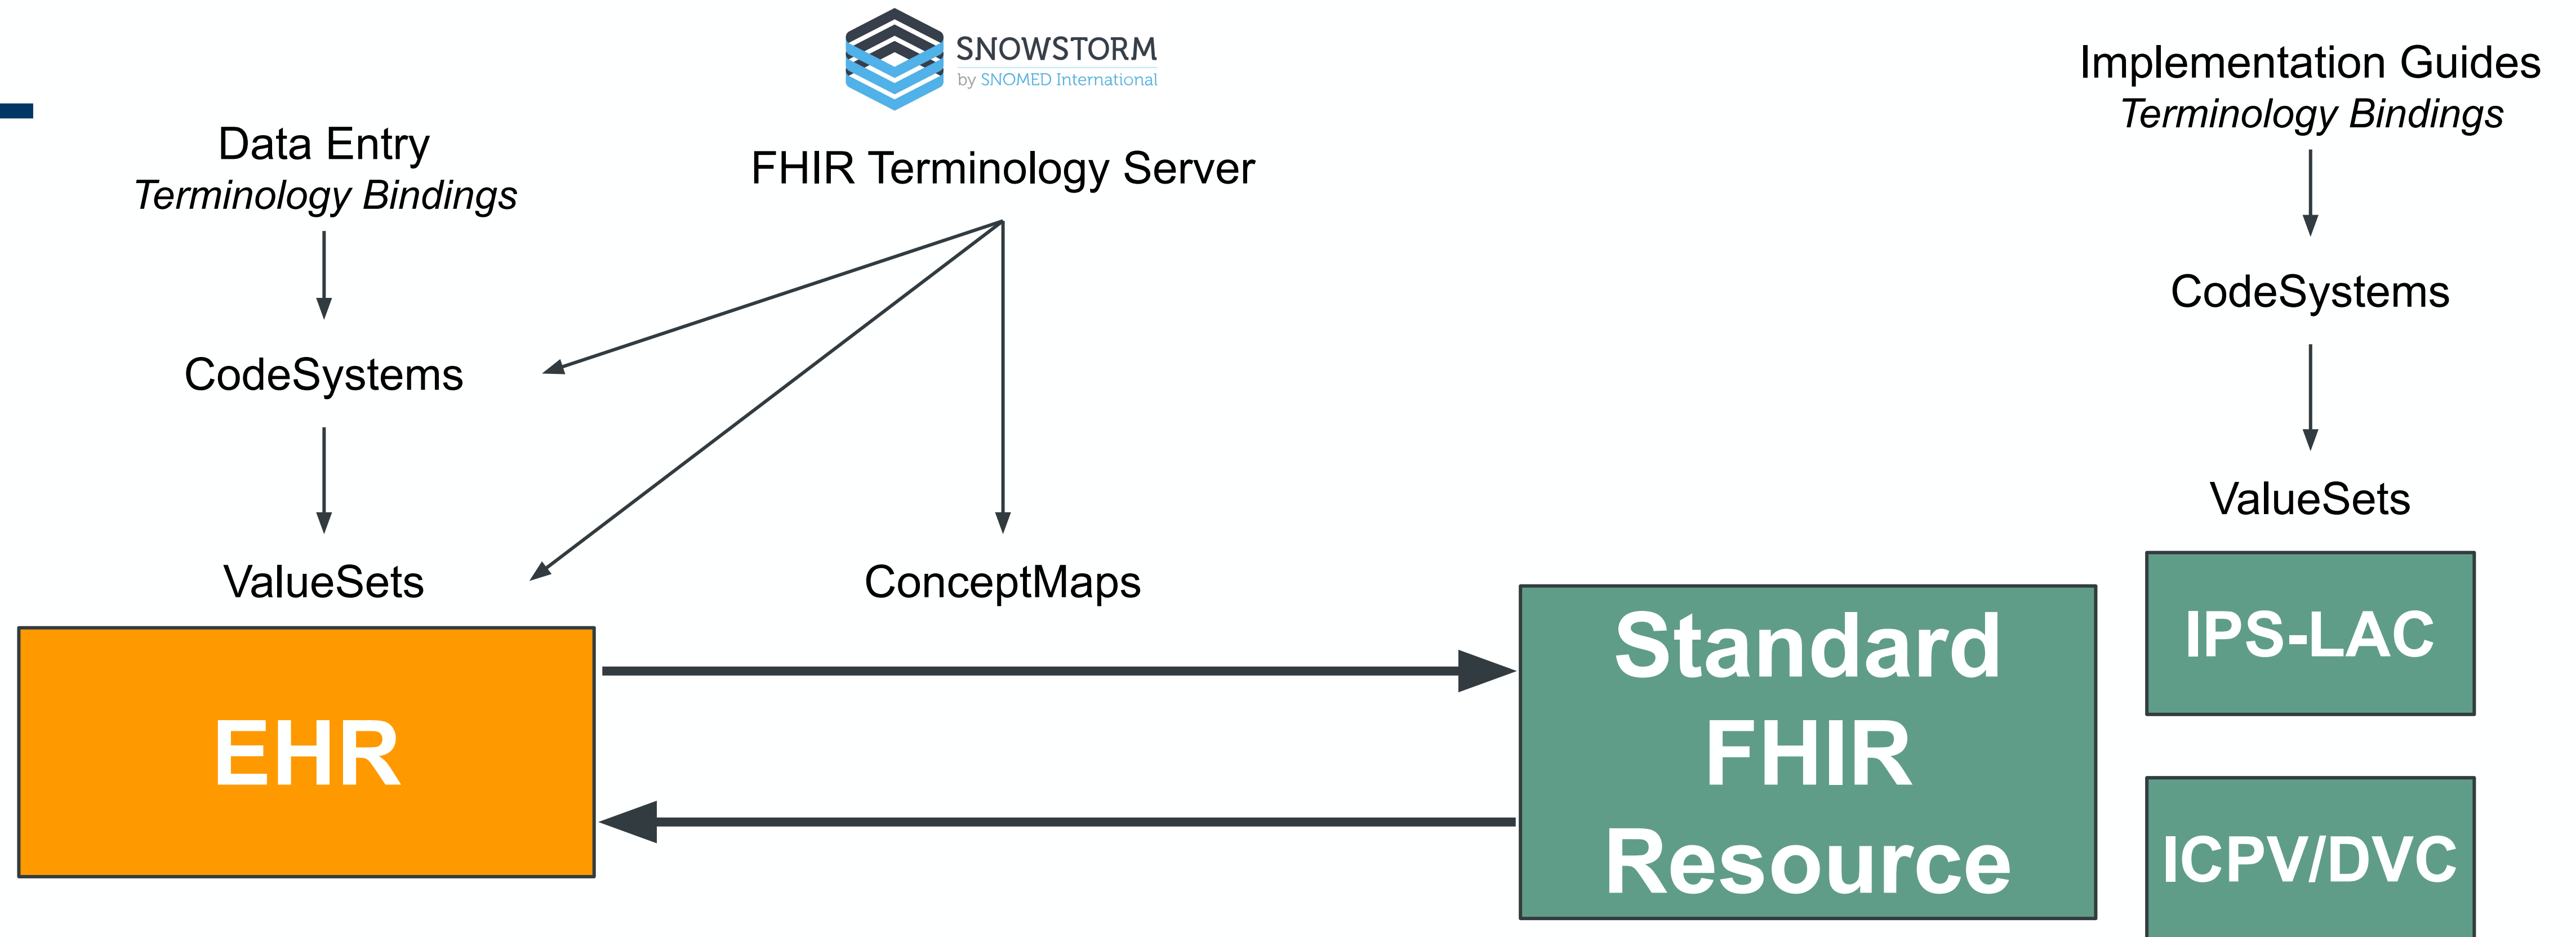 SNOWSTORM
by SNOMED International
Data Entry
Terminology Bindings
CodeSystems
ValueSets
EHR
FHIR Terminology Server
ConceptMaps
Standard
FHIR
Resource
Implementation Guides
Terminology Bindings
CodeSystems
ValueSets
IPS-LAC
ICPV/DVC